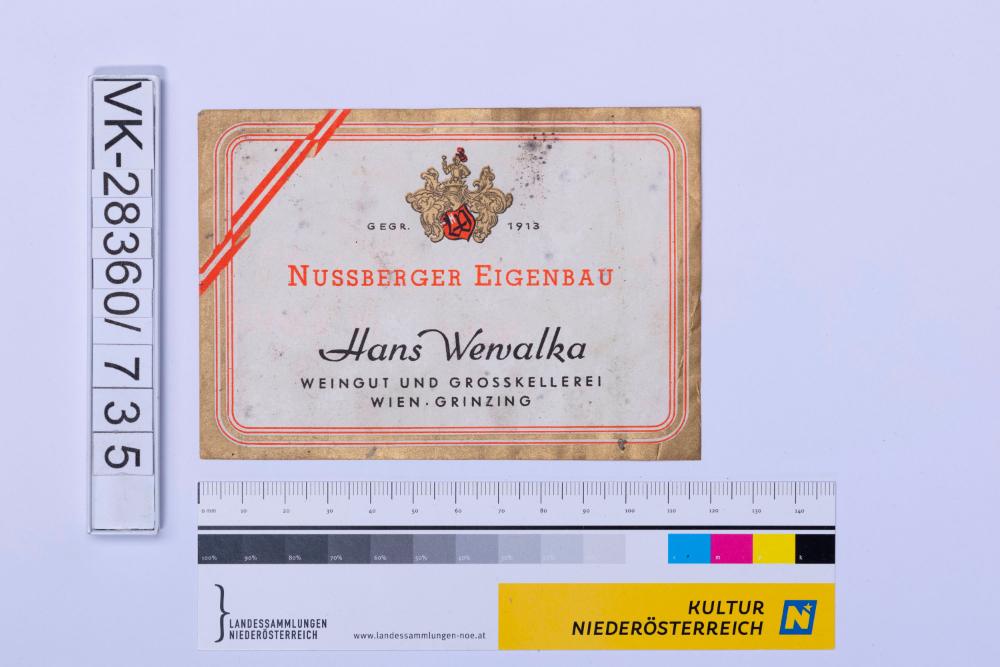 VK-28360/735
GEGR. 1913
NUSSBERGER EIGENBAU
Hans Wewalka
WEINGUT UND GROSSKELLEREI
WIEN·GRINZING
0 mm 10 20 30 40 50 60 70 80 90 100 110 120 130 140
100% 90% 80% 70% 60% 50% 40% 30% 20% 10% c m y k
LANDESSAMMLUNGEN
NIEDERÖSTERREICH
www.landessammlungen-noe.at
KULTUR
NIEDERÖSTERREICH
N